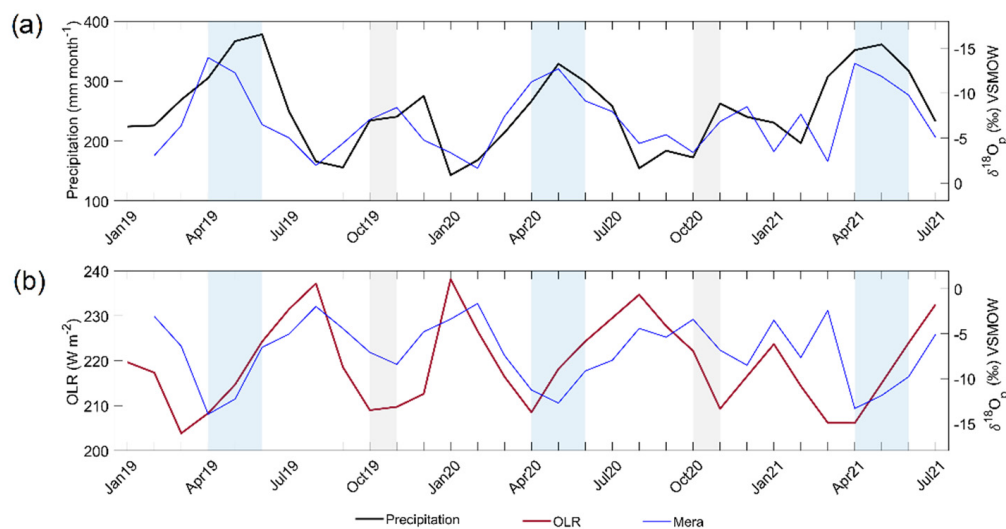 (a)
Precipitation (mm month-1)
400
300
200
100
-15
-10
-5
0
δ18Op (‰) VSMOW
Jan19
Apr19
Jul19
Oct19
Jan20
Apr20
Jul20
Oct20
Jan21
Apr21
Jul21
(b)
OLR (W m-2)
240
230
220
210
200
0
-5
-10
-15
δ18Op (‰) VSMOW
Jan19
Apr19
Jul19
Oct19
Jan20
Apr20
Jul20
Oct20
Jan21
Apr21
Jul21
Precipitation
OLR
Mera